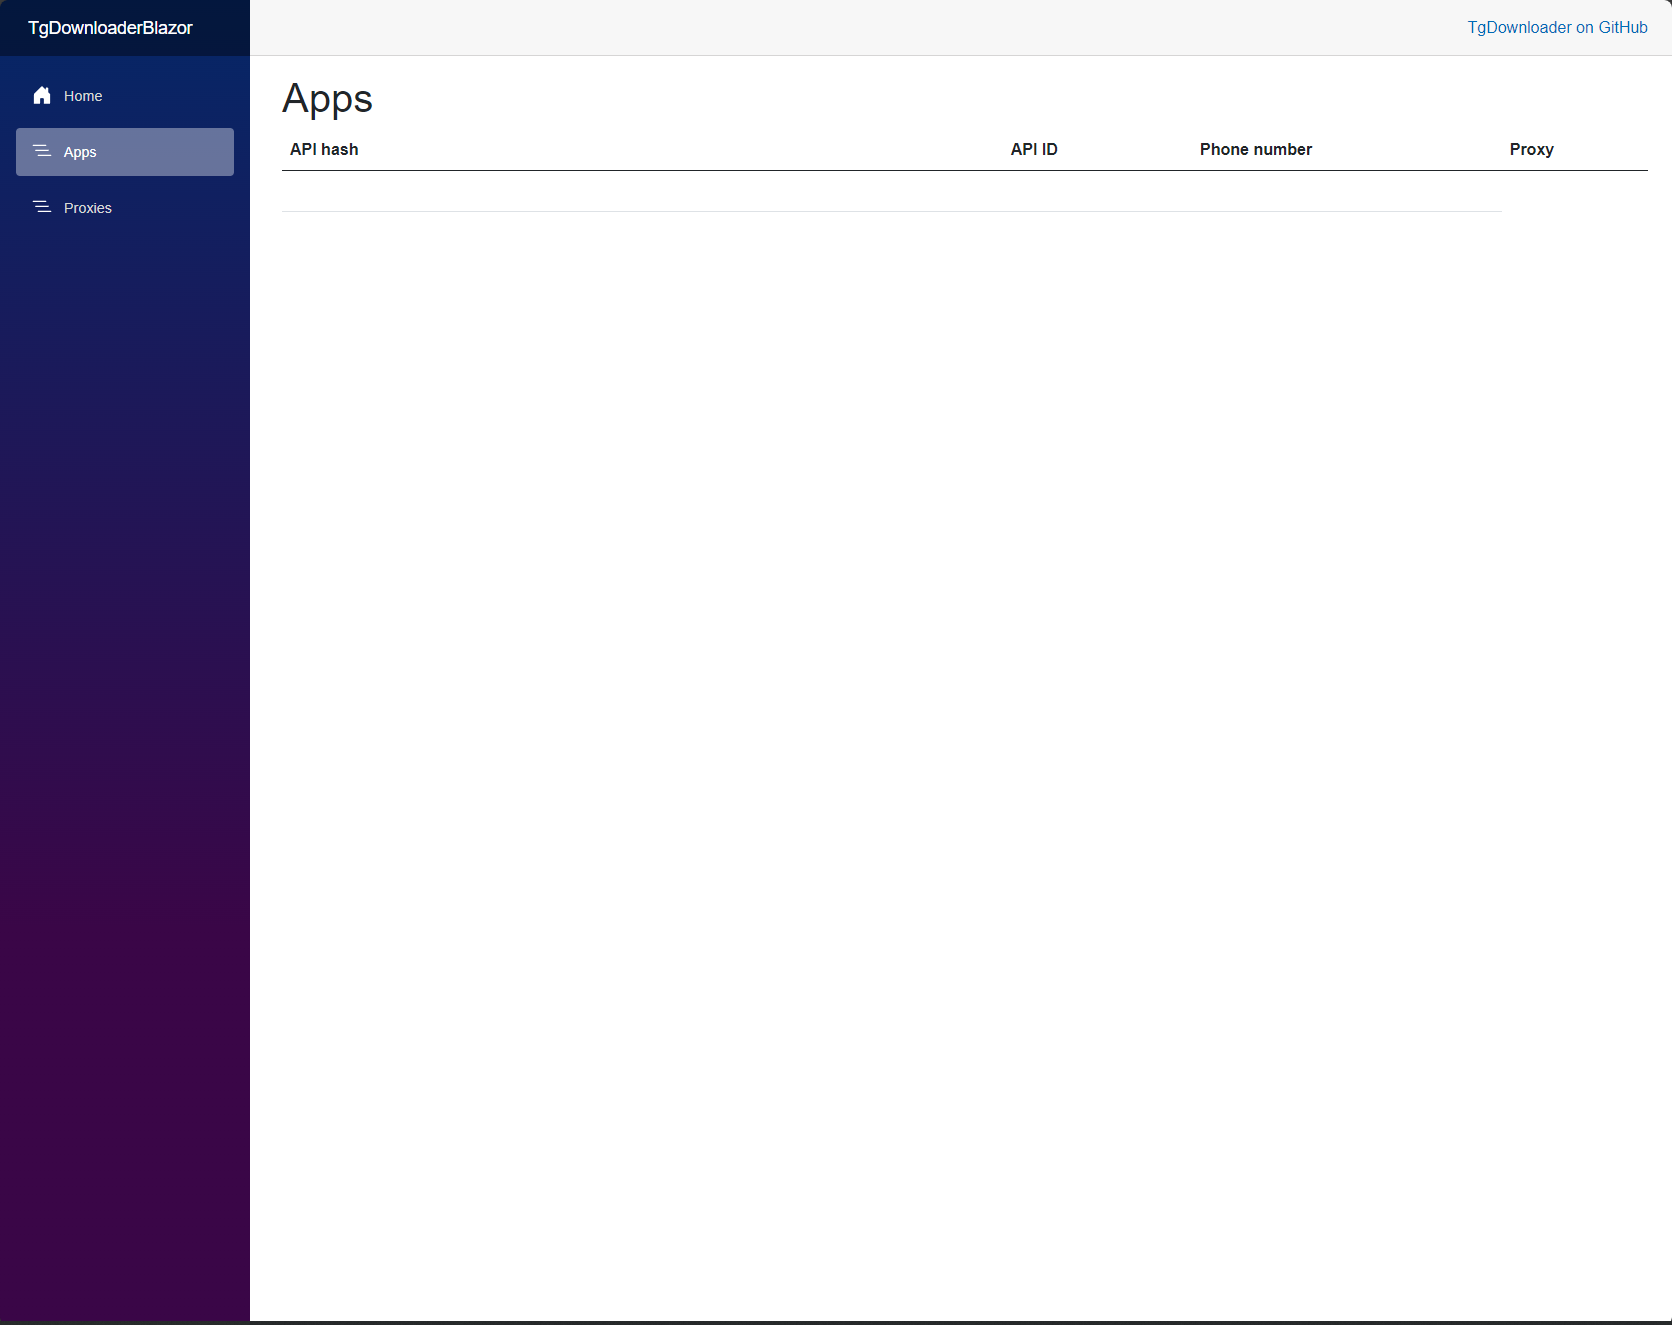 TgDownloaderBlazor
TgDownloader on GitHub
Home
Apps
Proxies
Apps
API hash API ID Phone number Proxy